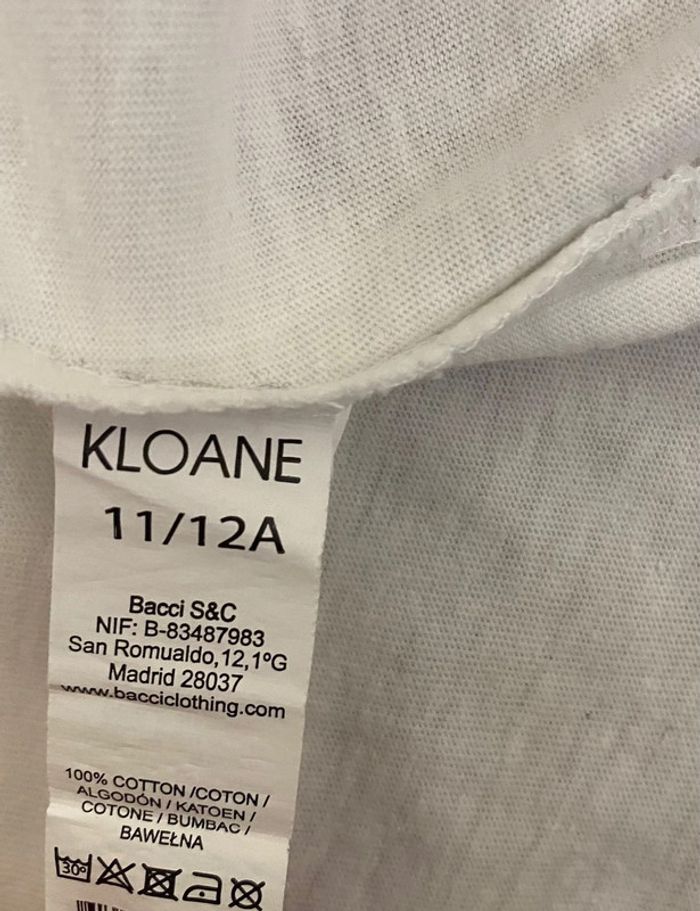 KLOANE
11/12A
Bacci S&C
NIF: B-83487983
San Romualdo,12,1ºG
Madrid 28037
www.bacciclothing.com
100% COTTON /COTON /
ALGODÓN / KATOEN /
COTONE / BUMBAC /
BAWEŁNA
30º